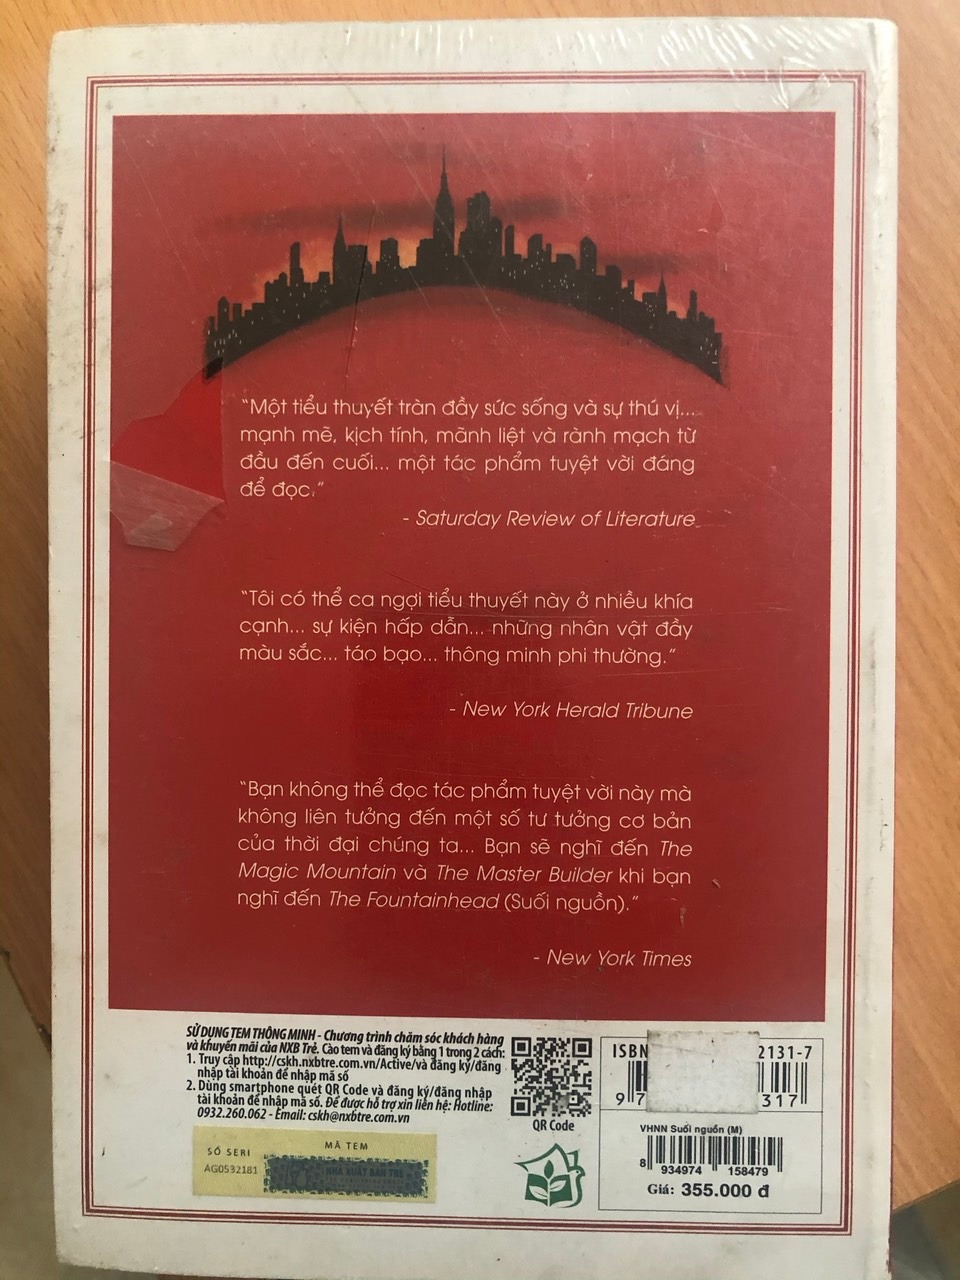 “Một tiểu thuyết tràn đầy sức sống và sự thú vị...
mạnh mẽ, kịch tính, mãnh liệt và rành mạch từ
đầu đến cuối... một tác phẩm tuyệt vời đáng
để đọc.”
- Saturday Review of Literature
“Tôi có thể ca ngợi tiểu thuyết này ở nhiều khía
cạnh... sự kiện hấp dẫn... những nhân vật đầy
màu sắc... táo bạo... thông minh phi thường.”
- New York Herald Tribune
“Bạn không thể đọc tác phẩm tuyệt vời này mà
không liên tưởng đến một số tư tưởng cơ bản
của thời đại chúng ta... Bạn sẽ nghĩ đến The
Magic Mountain và The Master Builder khi bạn
nghĩ đến The Fountainhead (Suối nguồn).”
- New York Times
SỬ DỤNG TEM THÔNG MINH - Chương trình chăm sóc khách hàng
và khuyến mãi của NXB Trẻ. Cào tem và đăng ký bằng 1 trong 2 cách:
1. Truy cập http://cskh.nxbtre.com.vn/Active/và đăng ký/đăng
nhập tài khoản để nhập mã số
2. Dùng smartphone quét QR Code và đăng ký/đăng nhập
tài khoản để nhập mã số. Để được hỗ trợ xin liên hệ: Hotline:
0932.260.062 - Email: cskh@nxbtre.com.vn
QR Code
SỐ SERI
AG0532181
MÃ TEM
NHÀ XUẤT BẢN TRẺ
ISBN 2131-7
9 7 317
VHNN Suối nguồn (M)
8 934974 158479
Giá: 355.000 đ